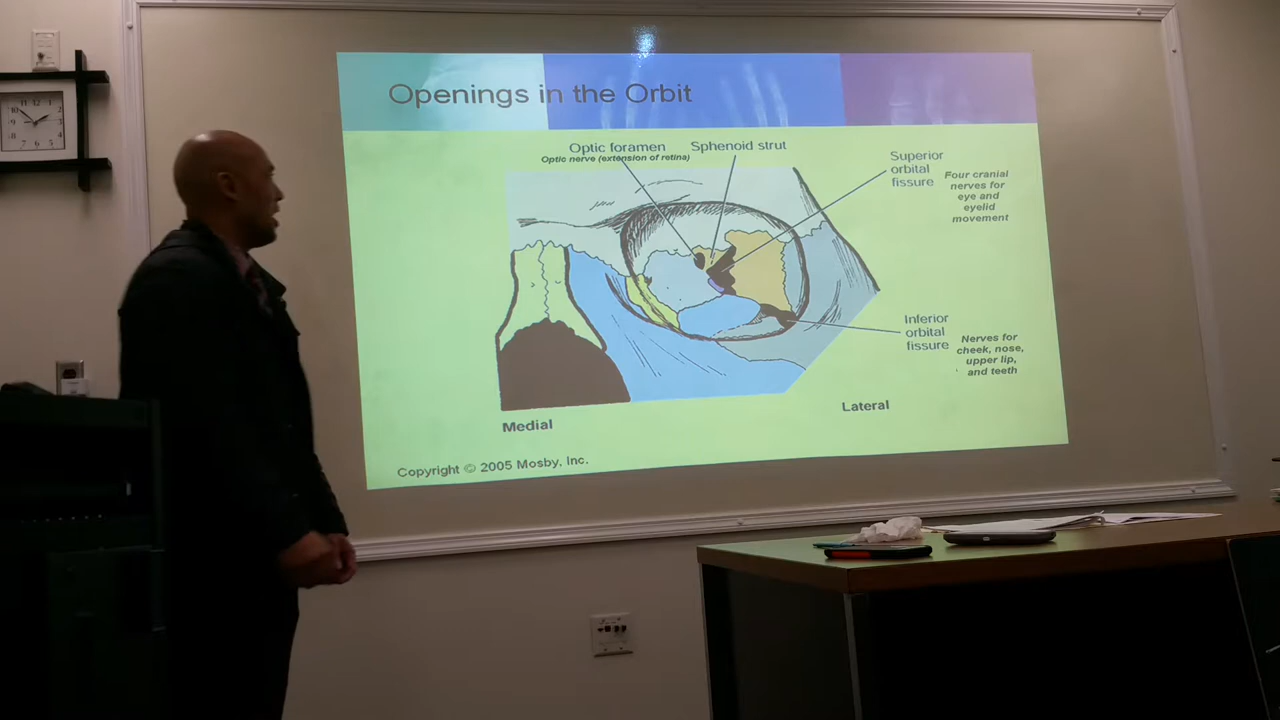 Openings in the Orbit
Optic foramen
Optic nerve (extension of retina)
Sphenoid strut
Superior
orbital
fissure
Four cranial
nerves for
eye and
eyelid
movement
Inferior
orbital
fissure
Nerves for
cheek, nose,
upper lip,
and teeth
Medial
Lateral
Copyright © 2005 Mosby, Inc.